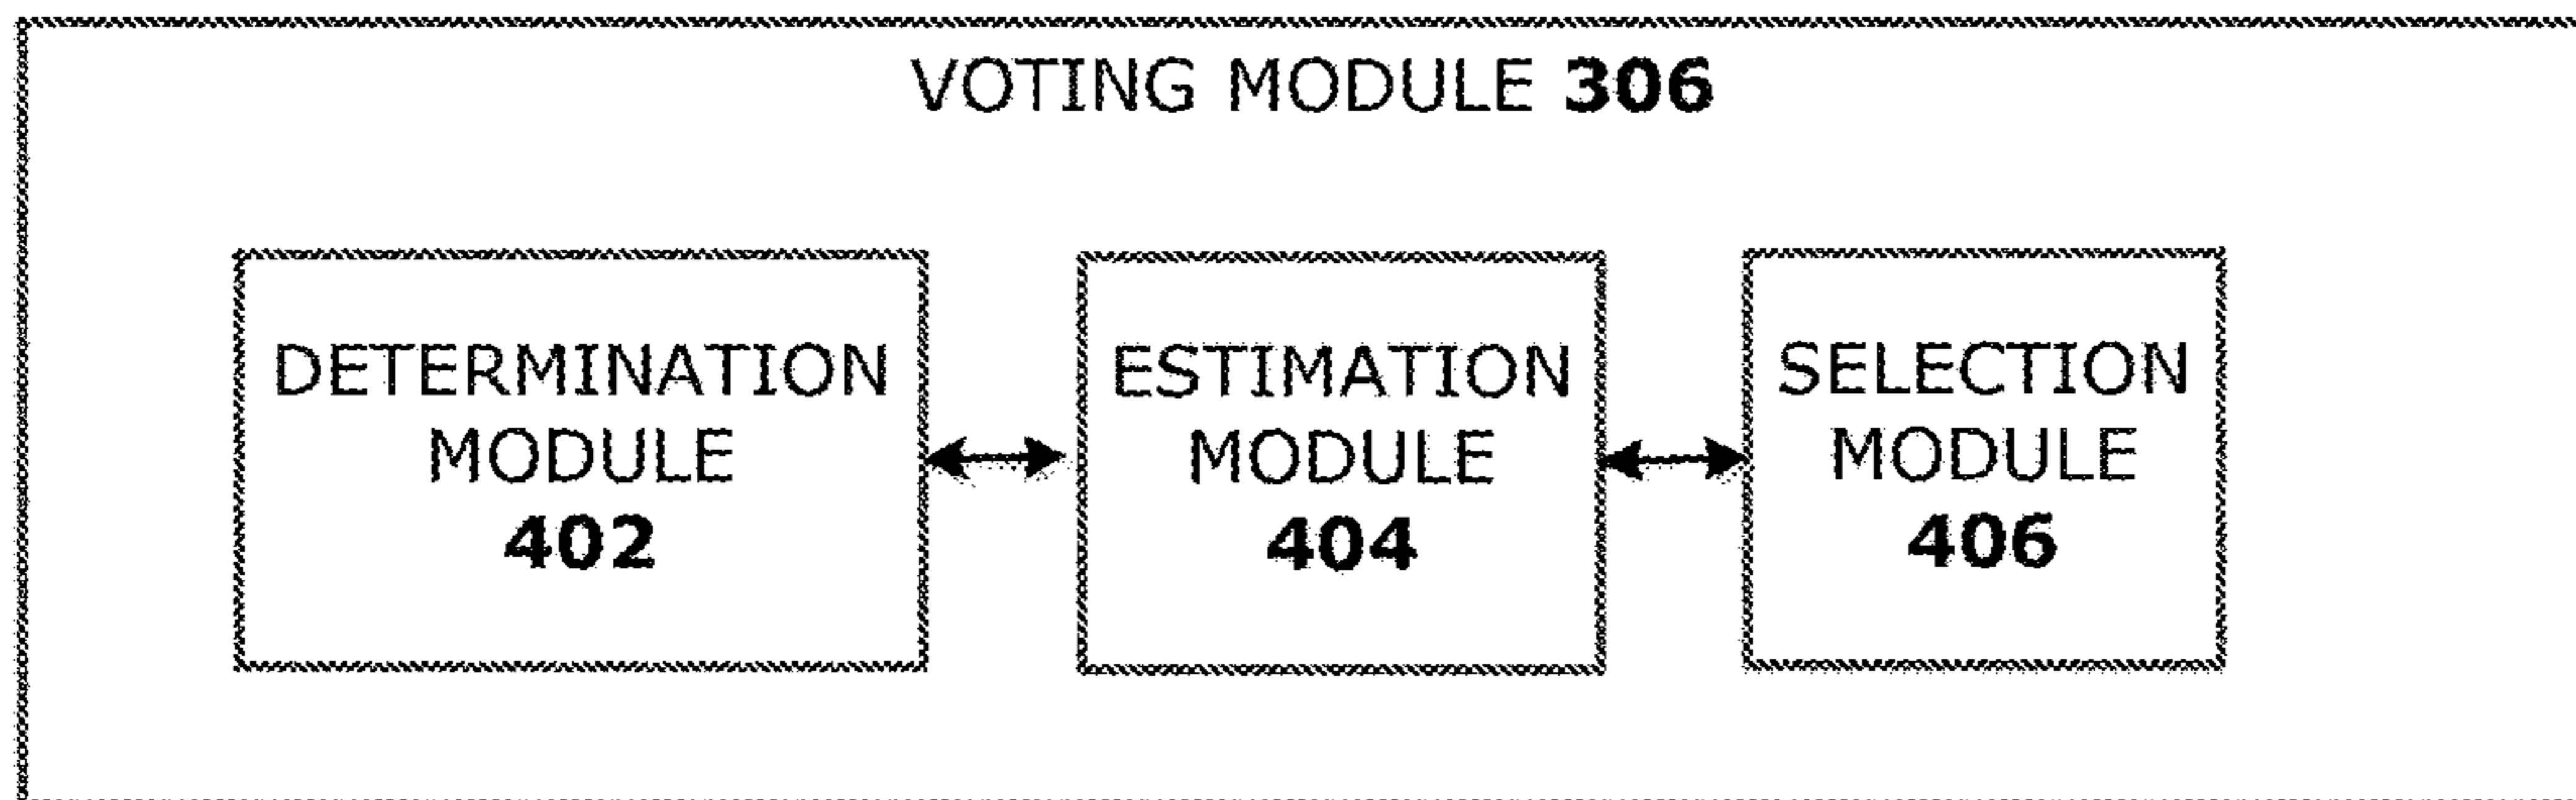 VOTING MODULE 306
DETERMINATION
MODULE
402
ESTIMATION
MODULE
404
SELECTION
MODULE
406